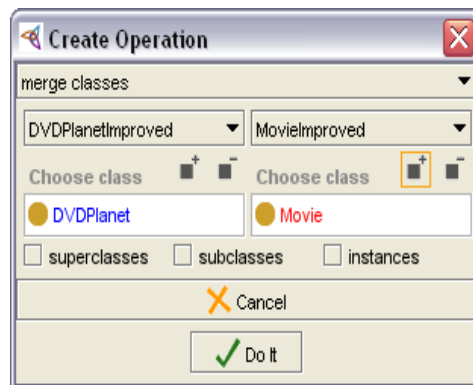 Create Operation
merge classes
DVDPlanetImproved MovieImproved
Choose class Choose class
DVDPlanet Movie
superclasses subclasses instances
Cancel
Do It